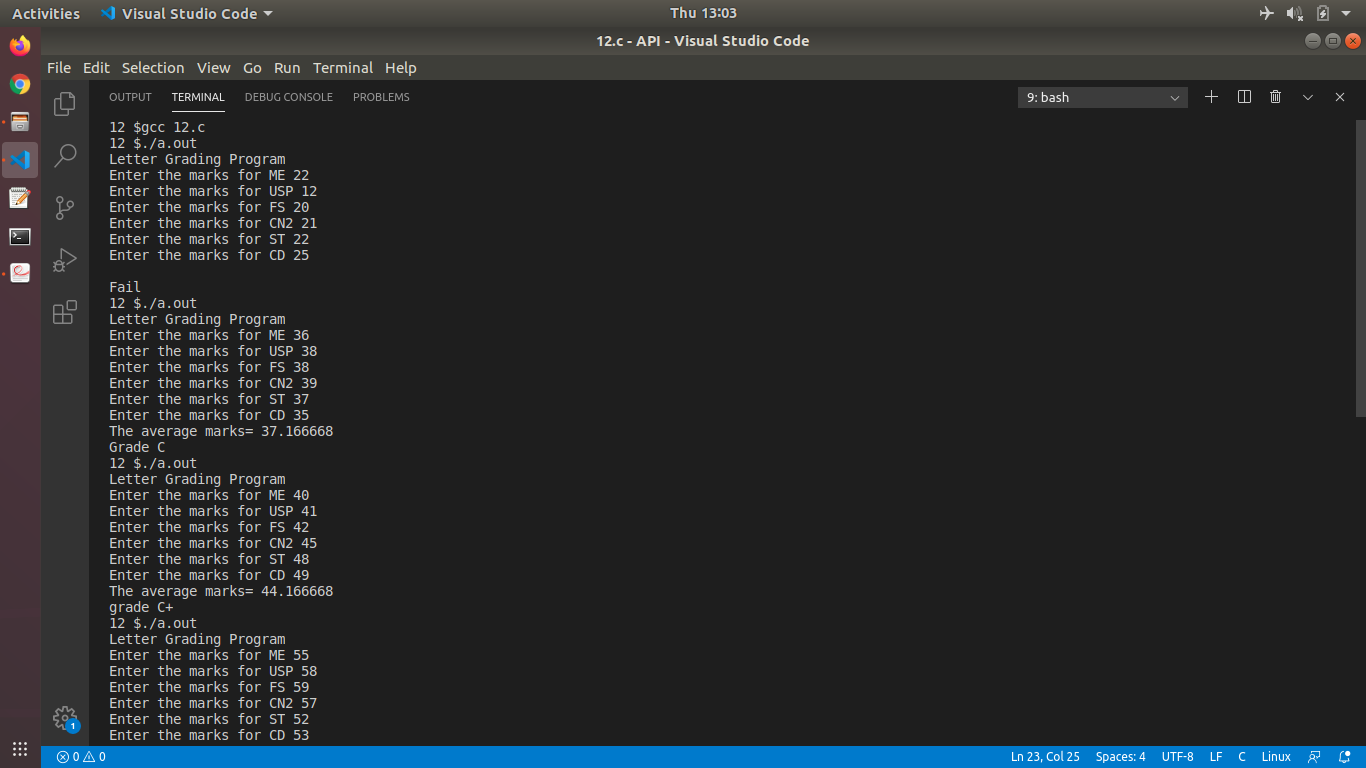 Activities Visual Studio Code Thu 13:03
12.c - API - Visual Studio Code
File Edit Selection View Go Run Terminal Help
OUTPUT TERMINAL DEBUG CONSOLE PROBLEMS 9: bash
12 $gcc 12.c
12 $./a.out
Letter Grading Program
Enter the marks for ME 22
Enter the marks for USP 12
Enter the marks for FS 20
Enter the marks for CN2 21
Enter the marks for ST 22
Enter the marks for CD 25
Fail
12 $./a.out
Letter Grading Program
Enter the marks for ME 36
Enter the marks for USP 38
Enter the marks for FS 38
Enter the marks for CN2 39
Enter the marks for ST 37
Enter the marks for CD 35
The average marks= 37.166668
Grade C
12 $./a.out
Letter Grading Program
Enter the marks for ME 40
Enter the marks for USP 41
Enter the marks for FS 42
Enter the marks for CN2 45
Enter the marks for ST 48
Enter the marks for CD 49
The average marks= 44.166668
grade C+
12 $./a.out
Letter Grading Program
Enter the marks for ME 55
Enter the marks for USP 58
Enter the marks for FS 59
Enter the marks for CN2 57
Enter the marks for ST 52
Enter the marks for CD 53
1
0 0 Ln 23, Col 25 Spaces: 4 UTF-8 LF C Linux